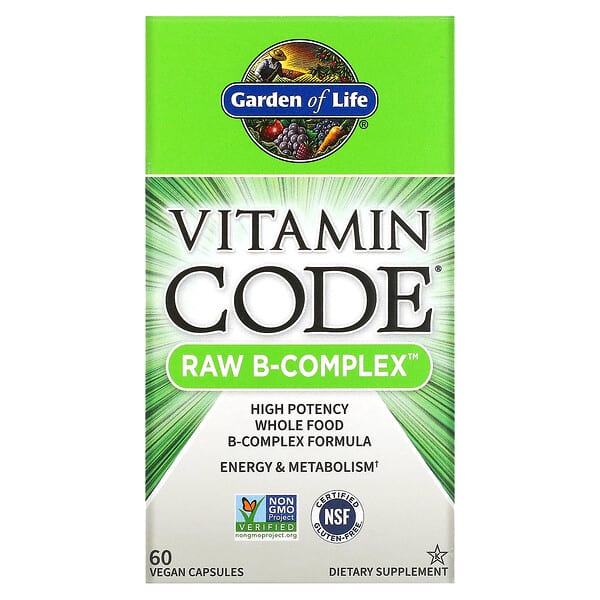 Garden of Life®
VITAMIN
CODE®
RAW B-COMPLEX™
HIGH POTENCY
WHOLE FOOD
B-COMPLEX FORMULA
ENERGY & METABOLISM†
NON
GMO
Project
VERIFIED
nongmoproject.org
CERTIFIED
NSF
GLUTEN-FREE
60
VEGAN CAPSULES
K
DIETARY SUPPLEMENT